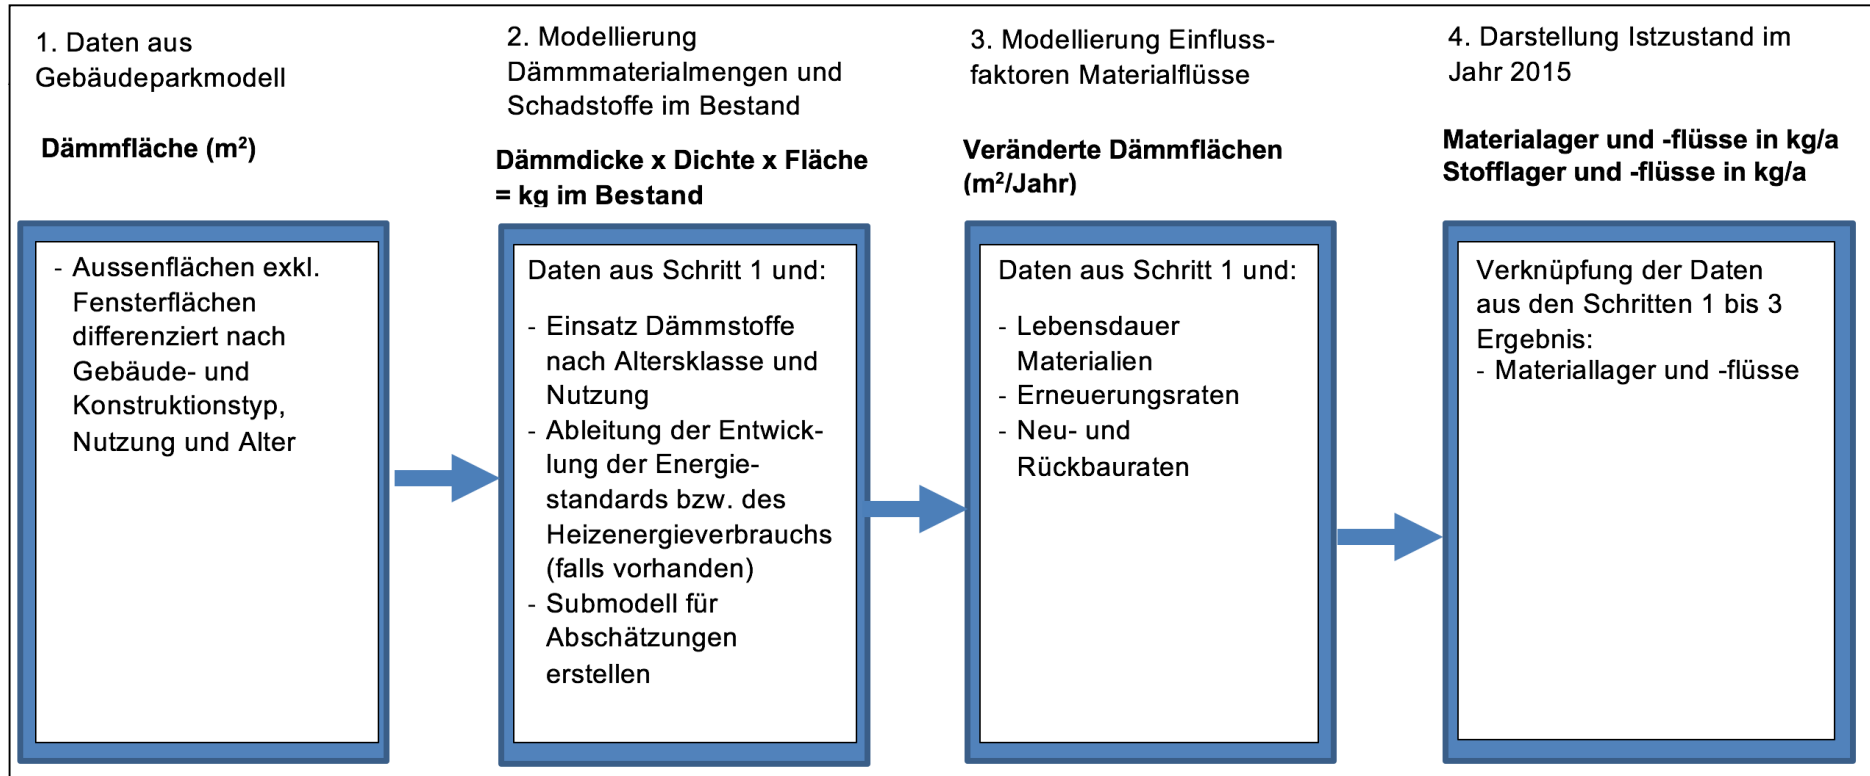 1. Daten aus
Gebäudeparkmodell
Dämmfläche (m²)
- Aussenflächen exkl.
Fensterflächen
differenziert nach
Gebäude- und
Konstruktionstyp,
Nutzung und Alter
2. Modellierung
Dämmmaterialmengen und
Schadstoffe im Bestand
Dämmdicke x Dichte x Fläche
= kg im Bestand
Daten aus Schritt 1 und:
- Einsatz Dämmstoffe
nach Altersklasse und
Nutzung
- Ableitung der Entwick-
lung der Energie-
standards bzw. des
Heizenergieverbrauchs
(falls vorhanden)
- Submodell für
Abschätzungen
erstellen
3. Modellierung Einfluss-
faktoren Materialflüsse
Veränderte Dämmflächen
(m²/Jahr)
Daten aus Schritt 1 und:
- Lebensdauer
Materialien
- Erneuerungsraten
- Neu- und
Rückbauraten
4. Darstellung Istzustand im
Jahr 2015
Materialager und -flüsse in kg/a
Stofflager und -flüsse in kg/a
Verknüpfung der Daten
aus den Schritten 1 bis 3
Ergebnis:
- Materiallager und -flüsse